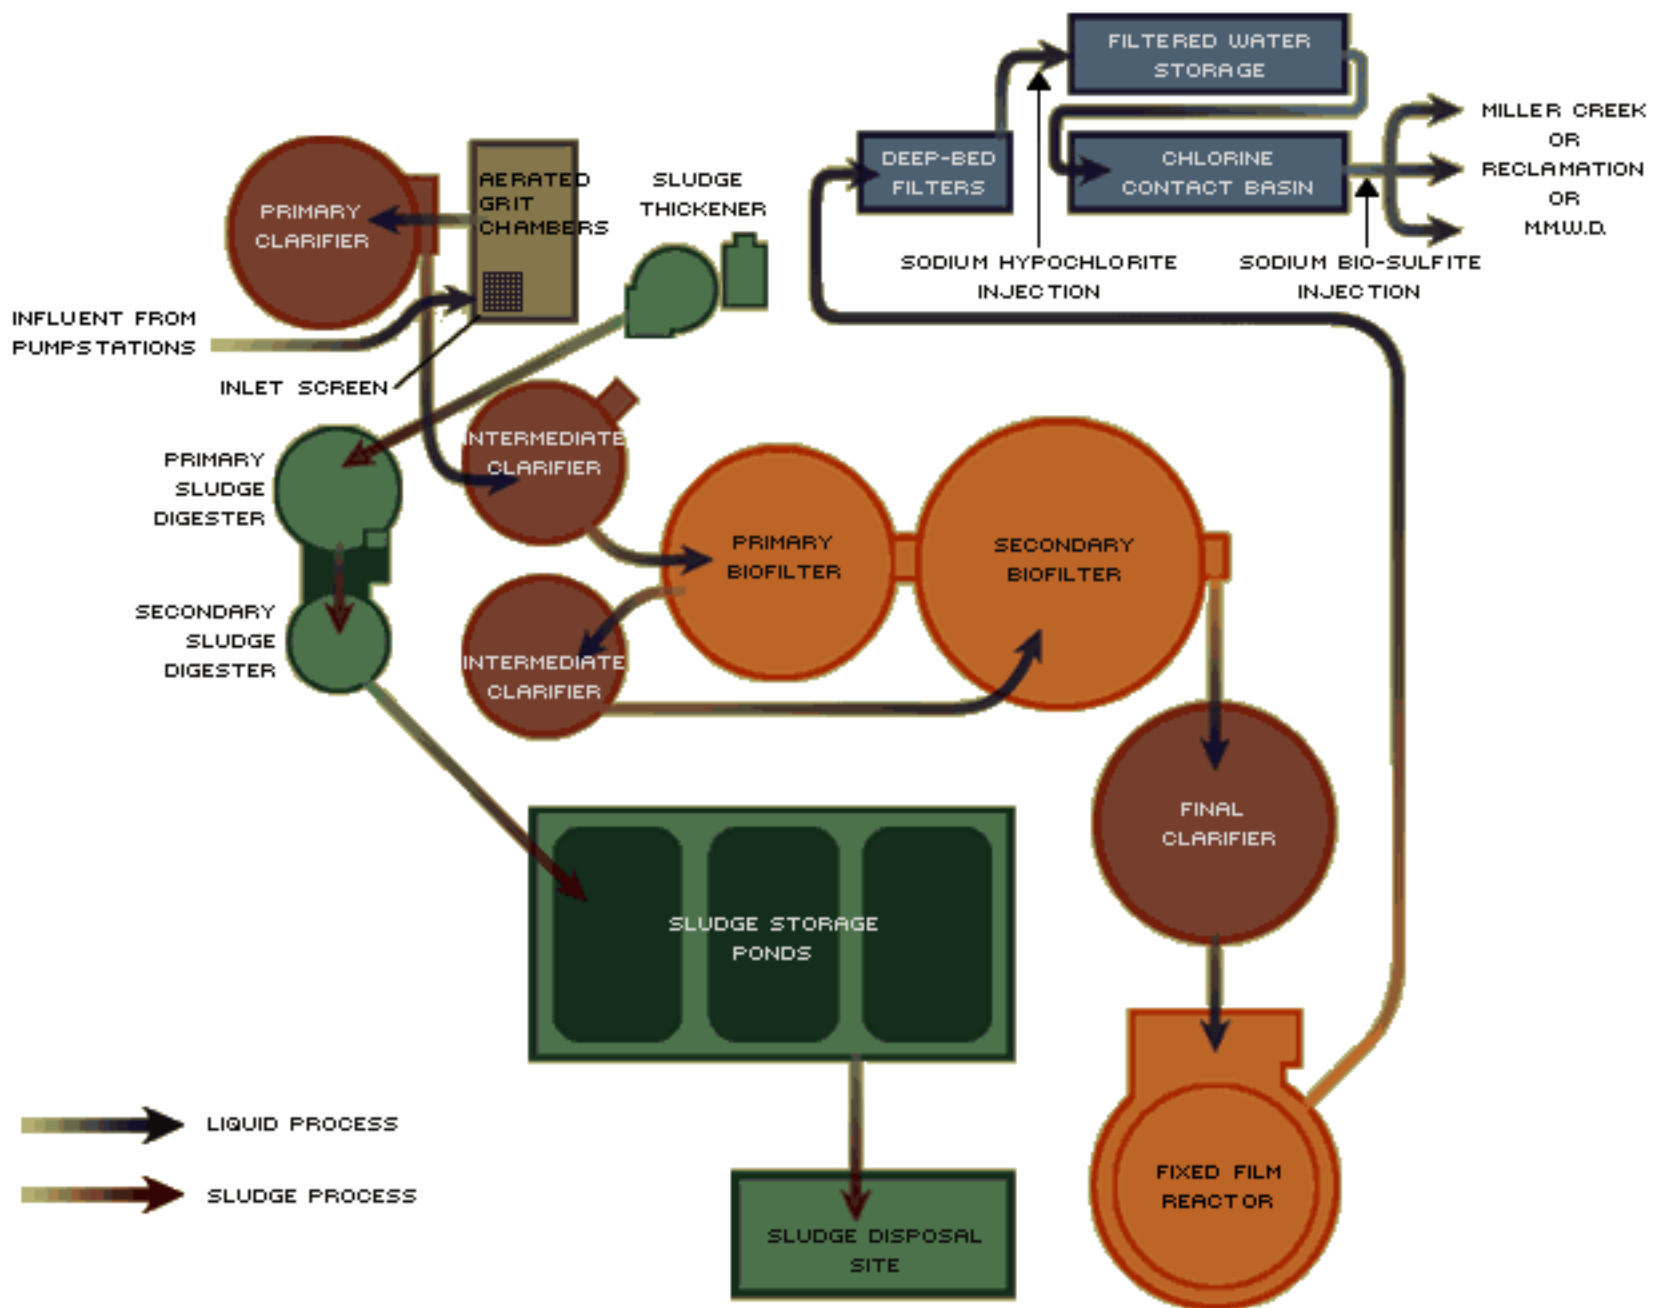 FILTERED WATER
STORAGE
MILLER CREEK
OR
RECLAMATION
OR
M.M.W.D.
DEEP-BED
FILTERS
CHLORINE
CONTACT BASIN
SODIUM HYPOCHLORITE
INJECTION
SODIUM BIO-SULFITE
INJECTION
PRIMARY
CLARIFIER
AERATED
GRIT
CHAMBERS
SLUDGE
THICKENER
INFLUENT FROM
PUMPSTATIONS
INLET SCREEN
PRIMARY
SLUDGE
DIGESTER
INTERMEDIATE
CLARIFIER
PRIMARY
BIOFILTER
SECONDARY
BIOFILTER
SECONDARY
SLUDGE
DIGESTER
INTERMEDIATE
CLARIFIER
FINAL
CLARIFIER
SLUDGE STORAGE
PONDS
LIQUID PROCESS
SLUDGE PROCESS
FIXED FILM
REACTOR
SLUDGE DISPOSAL
SITE